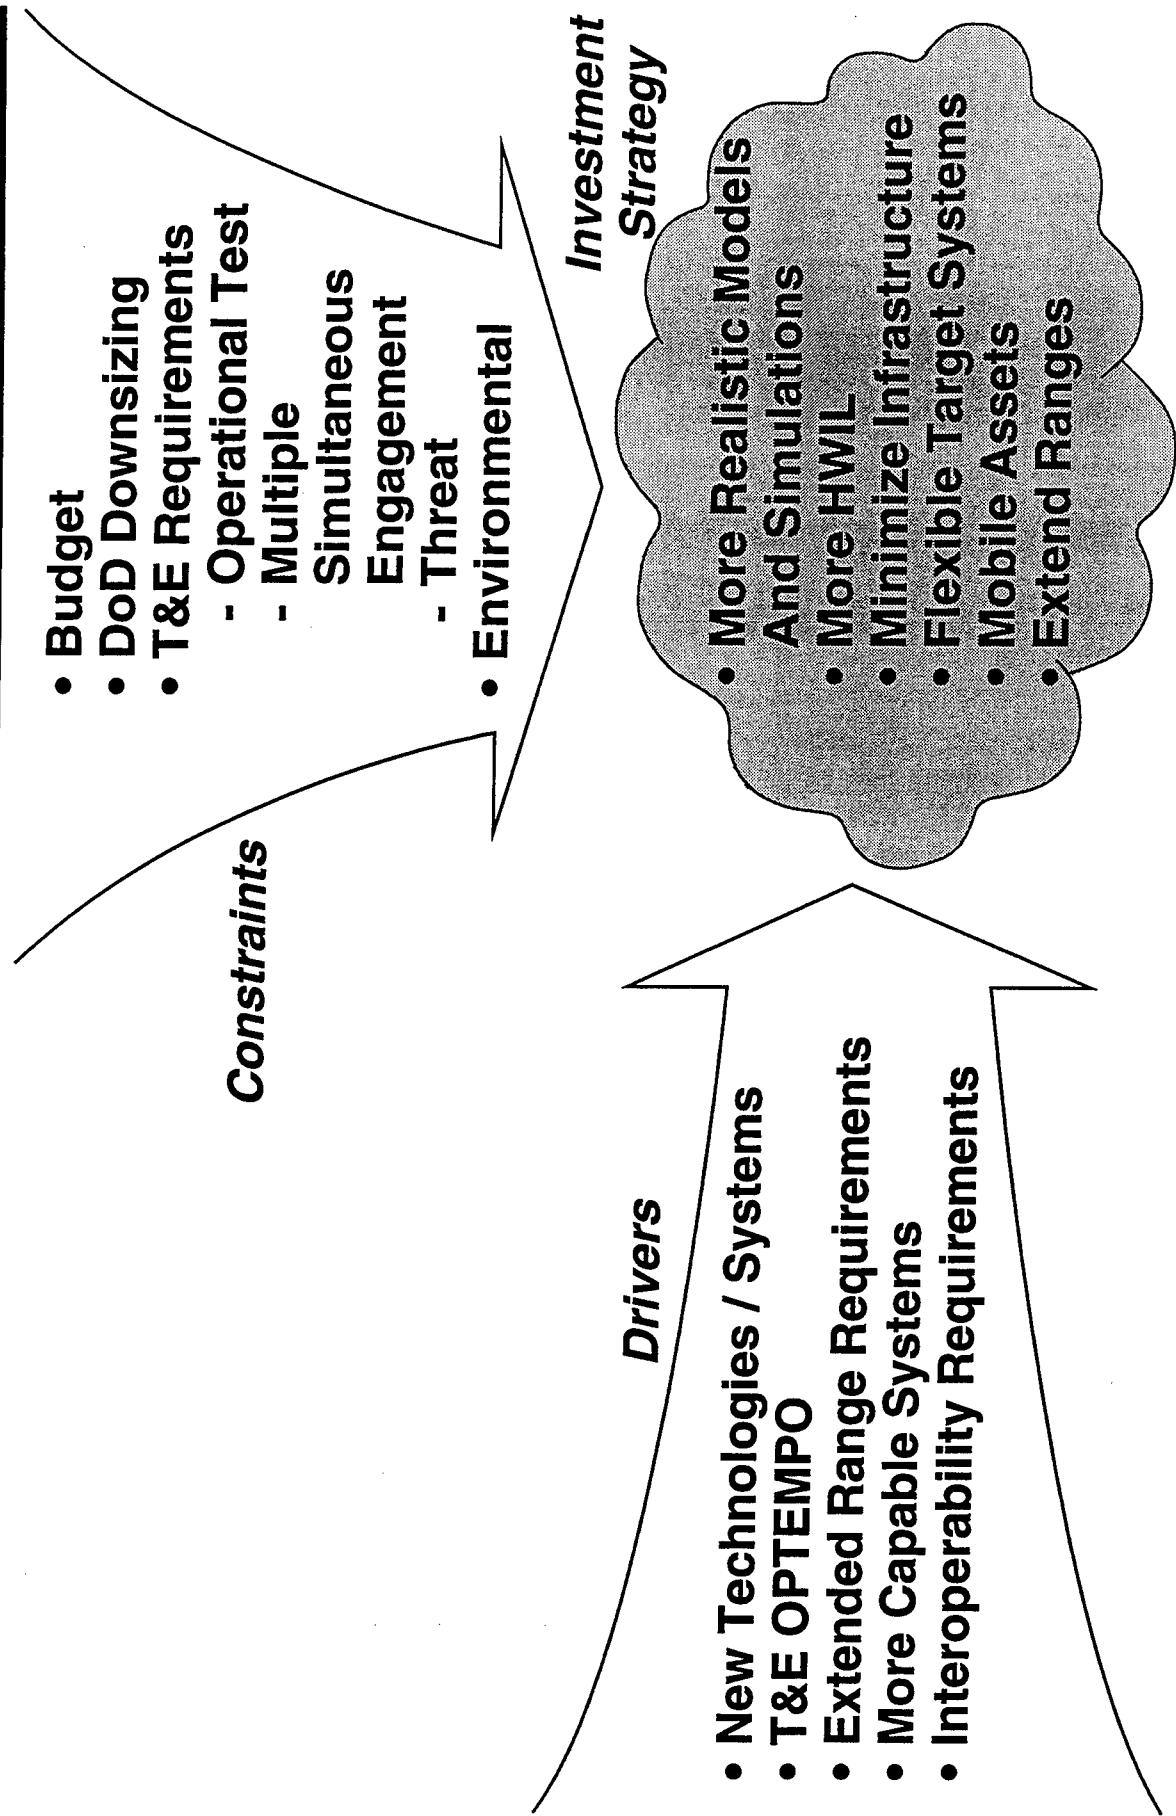 Constraints
• Budget
• DoD Downsizing
• T&E Requirements
- Operational Test
- Multiple
Simultaneous
Engagement
- Threat
• Environmental
Drivers
• New Technologies / Systems
• T&E OPTEMPO
• Extended Range Requirements
• More Capable Systems
• Interoperability Requirements
Investment
Strategy
• More Realistic Models
And Simulations
• More HWIL
• Minimize Infrastructure
• Flexible Target Systems
• Mobile Assets
• Extend Ranges